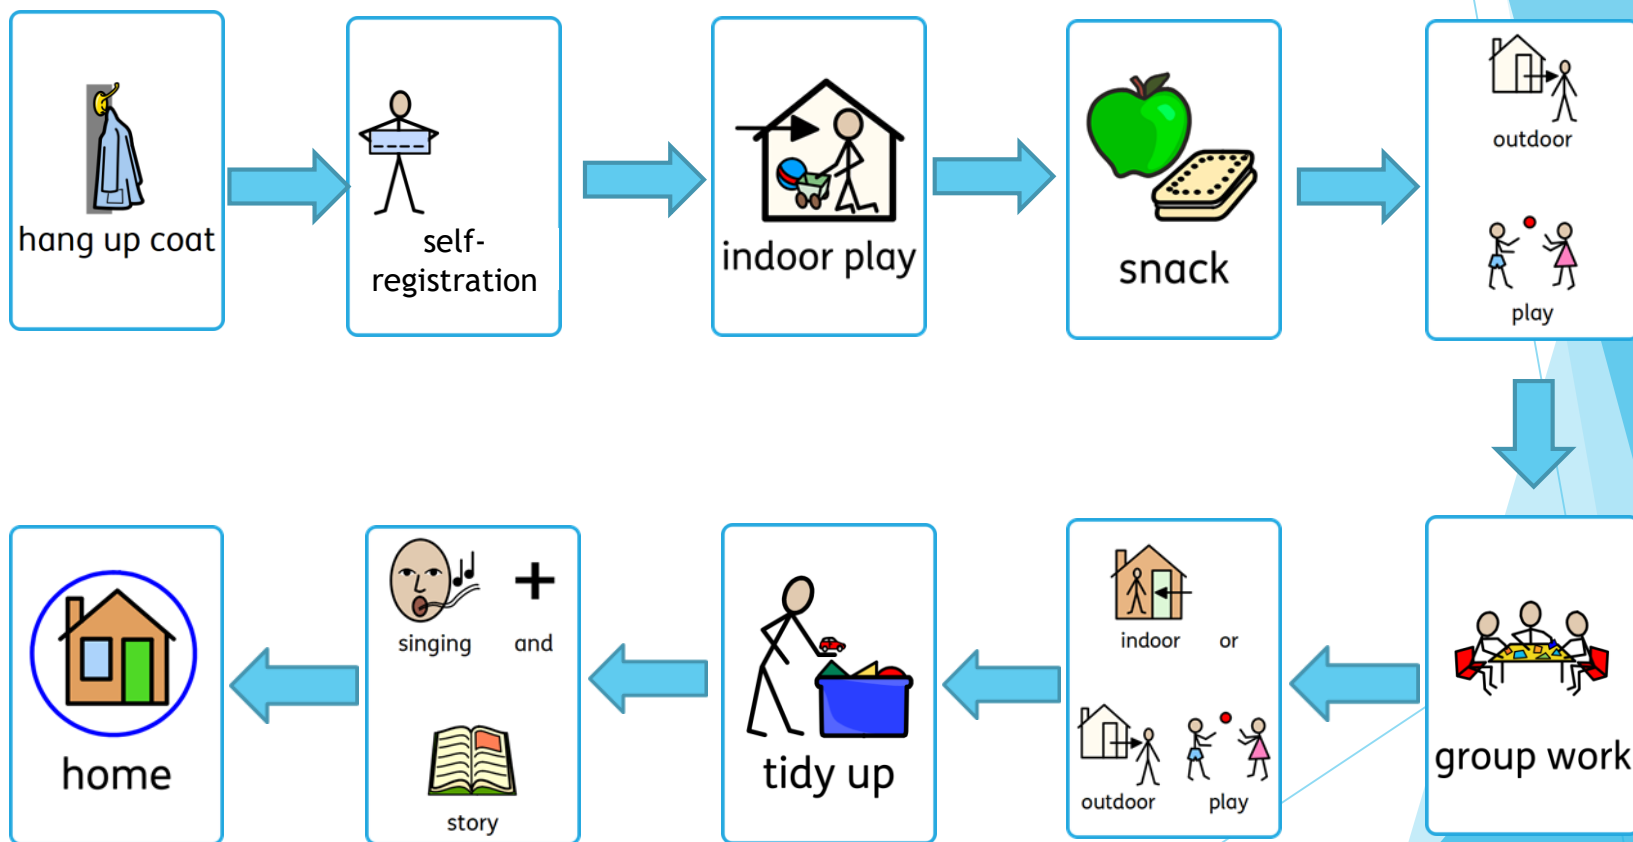 hang up coat
self-
registration
indoor play
snack
outdoor
play
group work
indoor or
outdoor play
tidy up
singing and
story
home